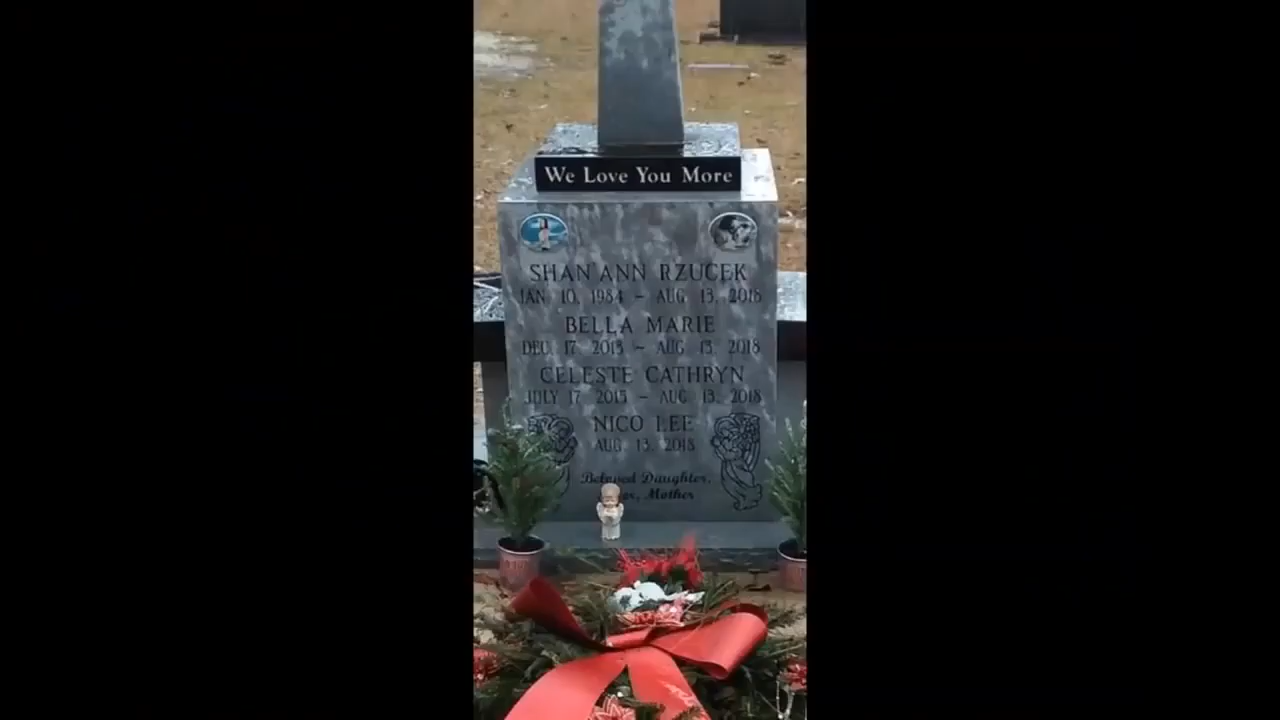 We Love You More
SHAN'ANN RZUCEK
JAN 10, 1984 ~ AUG 13, 2018
BELLA MARIE
DEC 17 2013 ~ AUG 13, 2018
CELESTE CATHRYN
JULY 17 2015 ~ AUG 13, 2018
NICO LEE
AUG 13, 2018
Beloved Daughter,
Mother